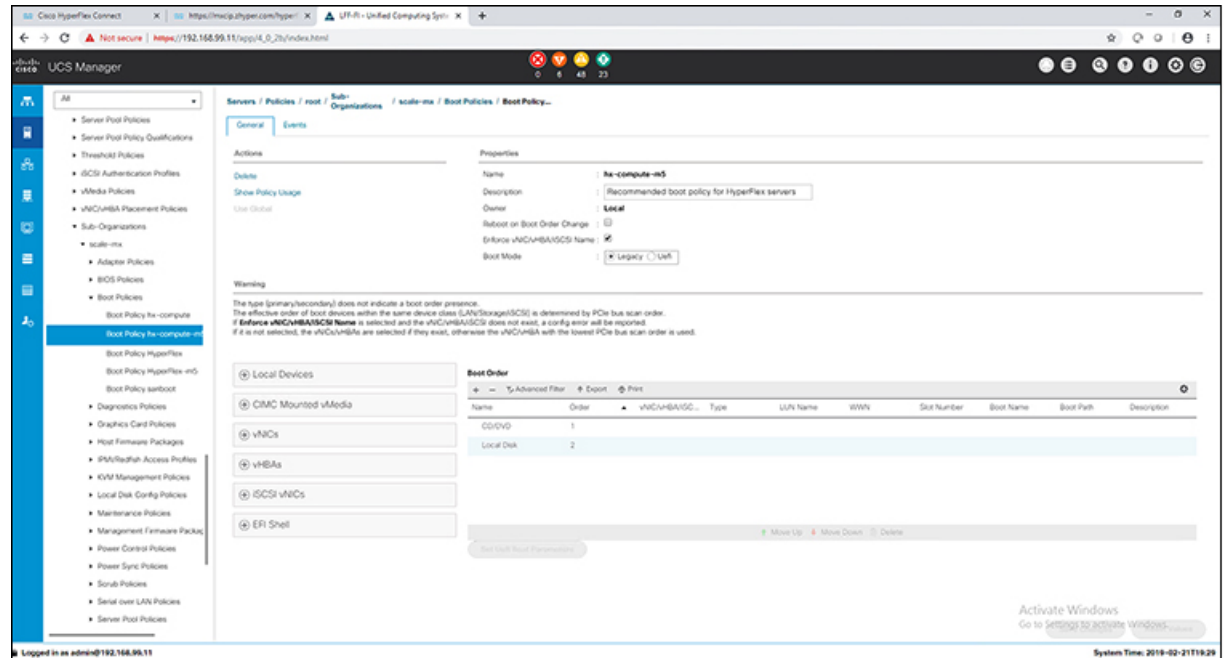 Cisco HyperFlex Connect
https://mcip.zhyper.com/hyperf
LFF-FI - Unified Computing Syste
Not secure | https://192.168.99.11/app/4_0_2b/index.html
cisco UCS Manager
0 6 48 23
All
Server Pool Policies
Server Pool Policy Qualifications
Threshold Policies
iSCSI Authentication Profiles
vMedia Policies
vNIC/vHBA Placement Policies
Sub-Organizations
scale-mx
Adapter Policies
BIOS Policies
Boot Policies
Boot Policy hx-compute
Boot Policy hx-compute-m5
Boot Policy HyperFlex
Boot Policy HyperFlex-m5
Boot Policy sanboot
Diagnostics Policies
Graphics Card Policies
Host Firmware Packages
IPMI/Redfish Access Profiles
KVM Management Policies
Local Disk Config Policies
Maintenance Policies
Management Firmware Packag
Power Control Policies
Power Sync Policies
Scrub Policies
Serial over LAN Policies
Server Pool Policies
Servers / Policies / root / Sub-Organizations / scale-mx / Boot Policies / Boot Policy...
General Events
Actions
Delete
Show Policy Usage
Use Global
Properties
Name : hx-compute-m5
Description : Recommended boot policy for HyperFlex servers
Owner : Local
Reboot on Boot Order Change :
Enforce vNIC/vHBA/iSCSI Name :
Boot Mode : Legacy Uefi
Warning
The type (primary/secondary) does not indicate a boot order presence.
The effective order of boot devices within the same device class (LAN/Storage/iSCSI) is determined by PCIe bus scan order.
If Enforce vNIC/vHBA/iSCSI Name is selected and the vNIC/vHBA/iSCSI does not exist, a config error will be reported.
If it is not selected, the vNICs/vHBAs are selected if they exist, otherwise the vNIC/vHBA with the lowest PCIe bus scan order is used.
Local Devices
CIMC Mounted vMedia
vNICs
vHBAs
iSCSI vNICs
EFI Shell
Boot Order
+ − Advanced Filter Export Print
Name Order vNIC/vHBA/iSC... Type LUN Name WWN Slot Number Boot Name Boot Path Description
CD/DVD 1
Local Disk 2
Move Up Move Down Delete
Set Uefi Boot Parameters
Activate Windows
Go to Settings to activate Windows.
Logged in as admin@192.168.99.11
System Time: 2019-02-21T19:29